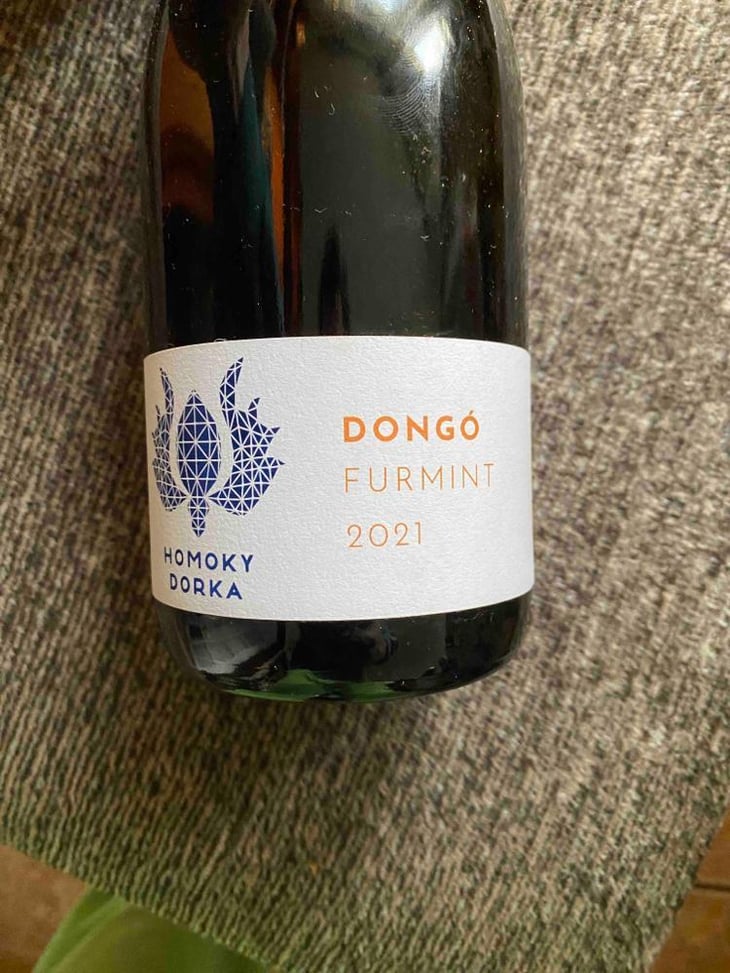 HOMOKY
DORKA
DONGÓ
FURMINT
2021